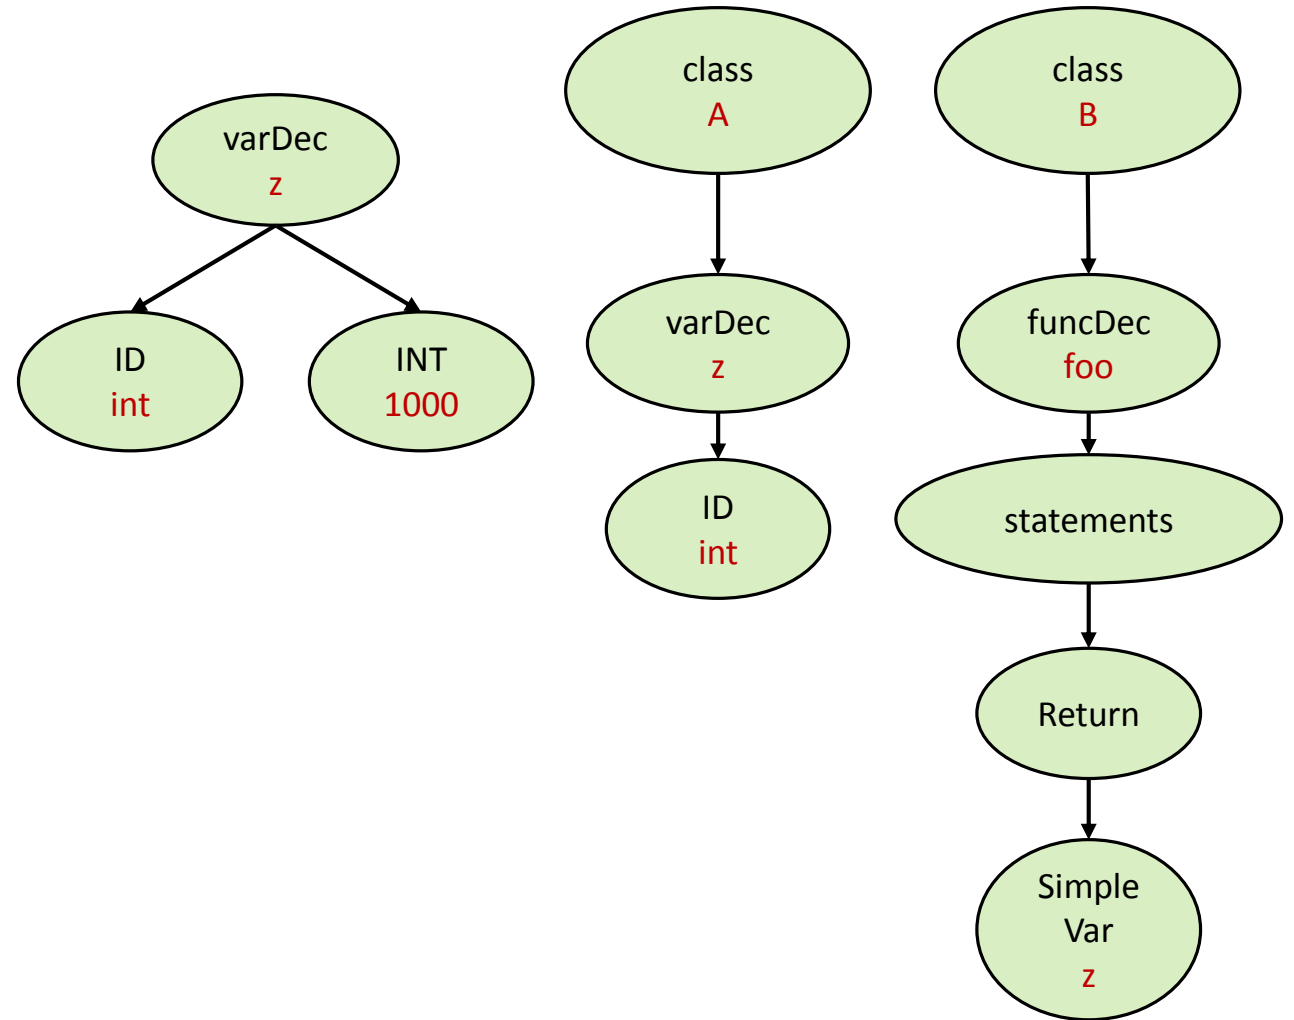 varDec
z
ID
int
INT
1000
class
A
varDec
z
ID
int
class
B
funcDec
foo
statements
Return
Simple
Var
z